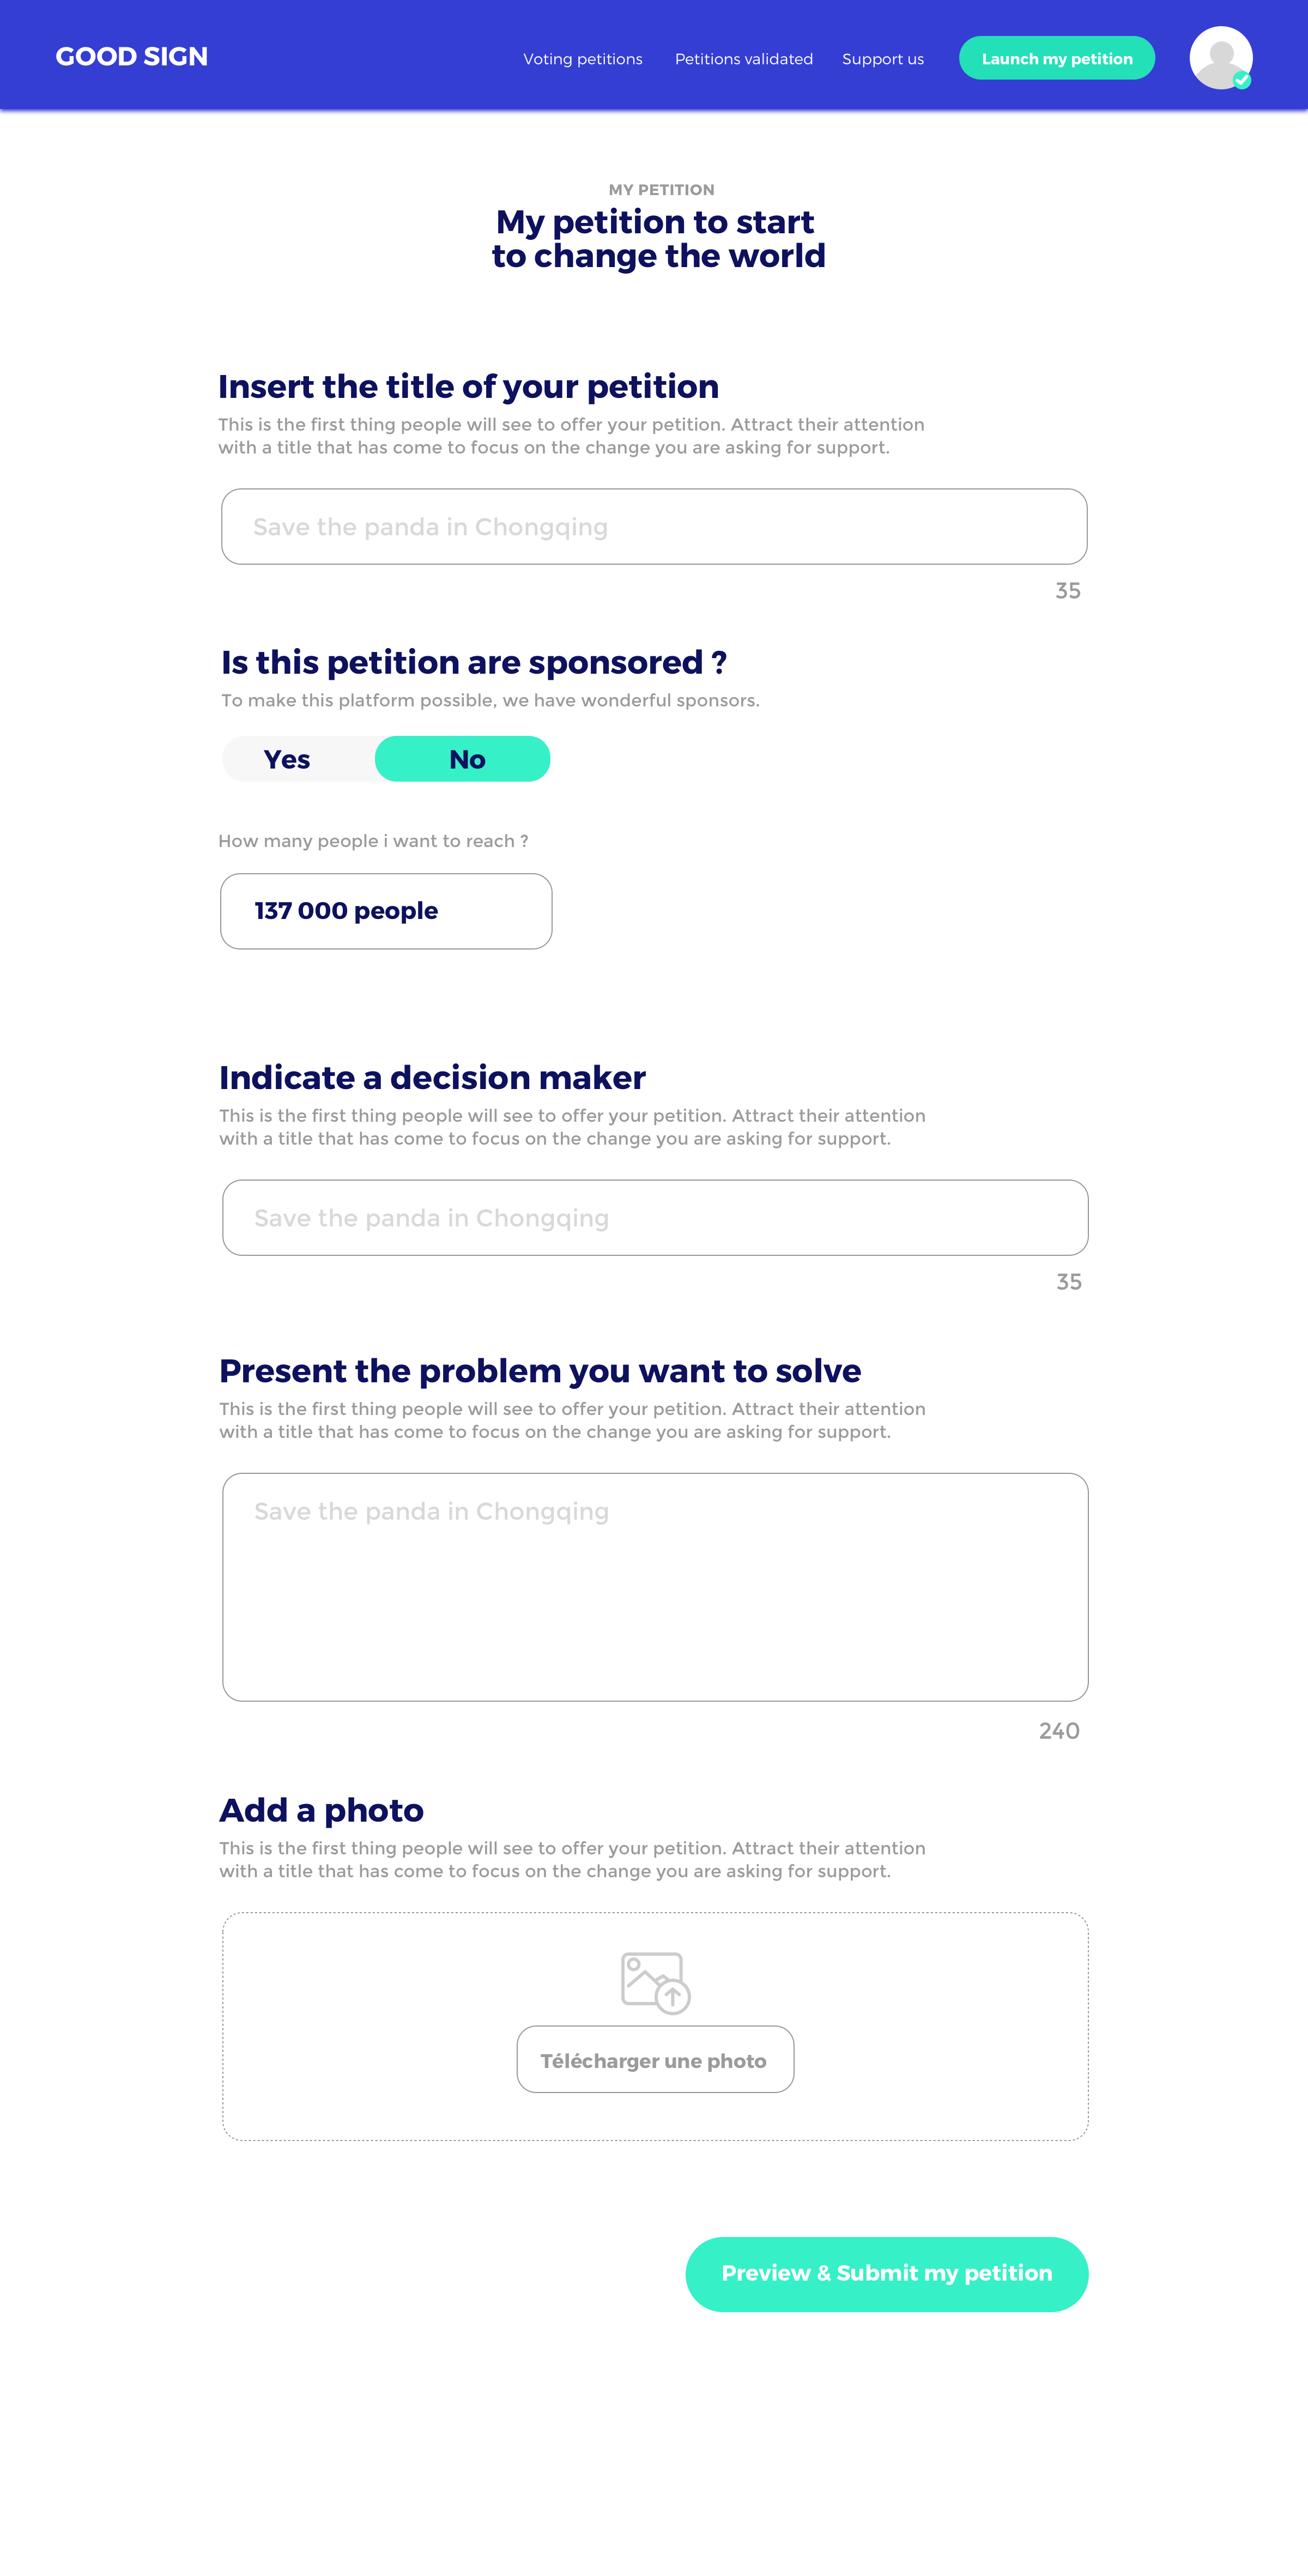 GOOD SIGN
Voting petitions
Petitions validated
Support us
Launch my petition
MY PETITION
My petition to start
to change the world
Insert the title of your petition
This is the first thing people will see to offer your petition. Attract their attention
with a title that has come to focus on the change you are asking for support.
Save the panda in Chongqing
35
Is this petition are sponsored ?
To make this platform possible, we have wonderful sponsors.
Yes
No
How many people i want to reach ?
137 000 people
Indicate a decision maker
This is the first thing people will see to offer your petition. Attract their attention
with a title that has come to focus on the change you are asking for support.
Save the panda in Chongqing
35
Present the problem you want to solve
This is the first thing people will see to offer your petition. Attract their attention
with a title that has come to focus on the change you are asking for support.
Save the panda in Chongqing
240
Add a photo
This is the first thing people will see to offer your petition. Attract their attention
with a title that has come to focus on the change you are asking for support.
Télécharger une photo
Preview & Submit my petition